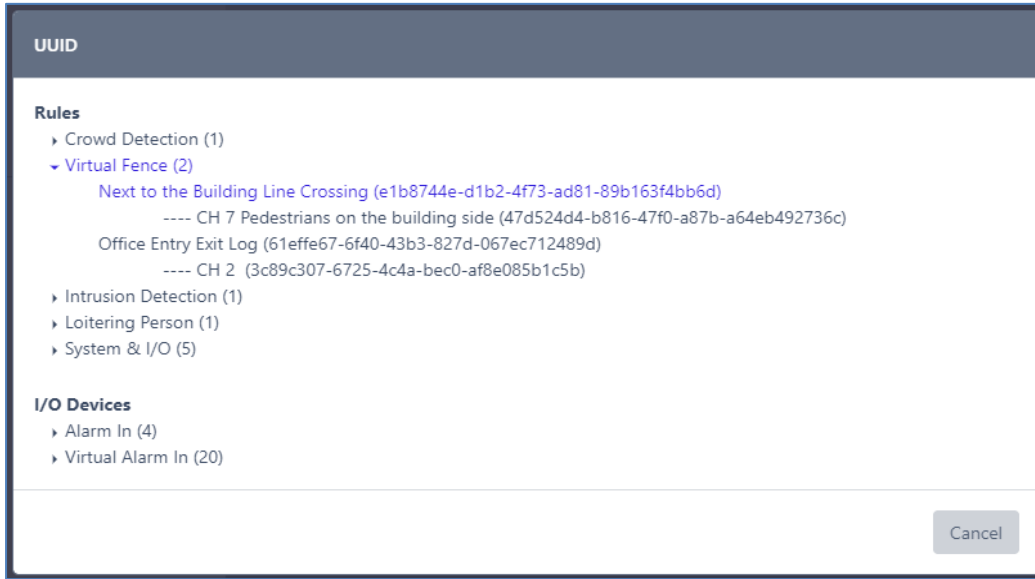 UUID
Rules
Crowd Detection (1)
Virtual Fence (2)
Next to the Building Line Crossing (e1b8744e-d1b2-4f73-ad81-89b163f4bb6d)
---- CH 7 Pedestrians on the building side (47d524d4-b816-47f0-a87b-a64eb492736c)
Office Entry Exit Log (61effe67-6f40-43b3-827d-067ec712489d)
---- CH 2 (3c89c307-6725-4c4a-bec0-af8e085b1c5b)
Intrusion Detection (1)
Loitering Person (1)
System & I/O (5)
I/O Devices
Alarm In (4)
Virtual Alarm In (20)
Cancel